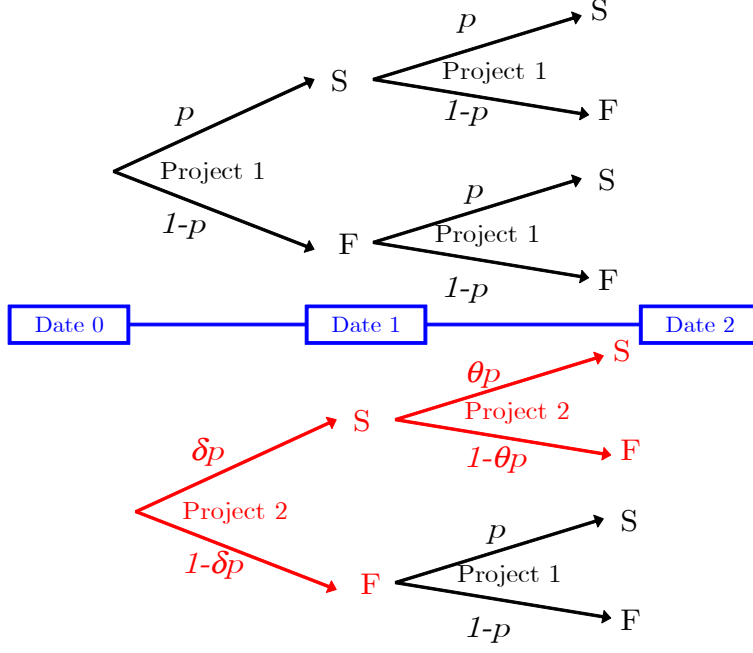 S
p
Project 1
S
p
1-p
F
Project 1
S
p
1-p
F
Project 1
1-p
F
Date 0
Date 1
Date 2
S
θp
Project 2
S
δp
1-θp
F
Project 2
S
p
1-δp
F
Project 1
1-p
F